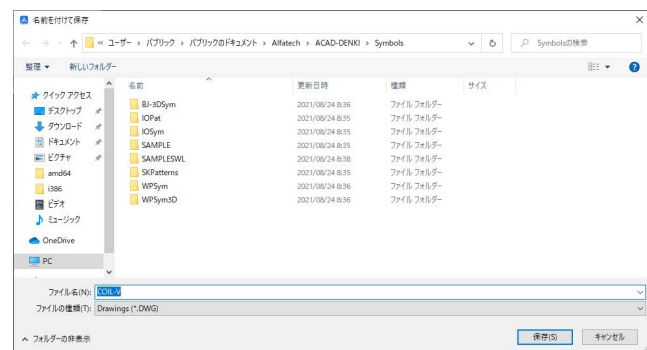 名前を付けて保存
« ユーザー › パブリック › パブリックのドキュメント › Alfatech › ACAD-DENKI › Symbols
Symbolsの検索
整理 新しいフォルダー
名前 更新日時 種類 サイズ
クイック アクセス
デスクトップ
ダウンロード
ドキュメント
ピクチャ
amd64
i386
ビデオ
ミュージック
OneDrive
PC
BJ-3DSym 2021/08/24 8:36 ファイル フォルダー
IOPat 2021/08/24 8:35 ファイル フォルダー
IOSym 2021/08/24 8:35 ファイル フォルダー
SAMPLE 2021/08/24 8:35 ファイル フォルダー
SAMPLESWL 2021/08/24 8:38 ファイル フォルダー
SKPatterns 2021/08/24 8:35 ファイル フォルダー
WPSym 2021/08/24 8:36 ファイル フォルダー
WPSym3D 2021/08/24 8:36 ファイル フォルダー
ファイル名(N): COIL-V
ファイルの種類(T): Drawings (*.DWG)
フォルダーの非表示
保存(S) キャンセル